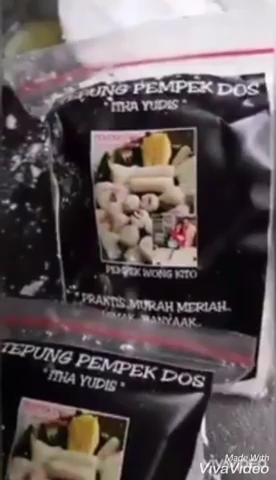 TEPUNG PEMPEK DOS
"ITHA YUDIS"
PEMPEK WONG KITO
"PRAKTIS..MURAH MERIAH..
BANYAAK..
TEPUNG PEMPEK DOS
"ITHA YUDIS"
Made With
VivaVideo